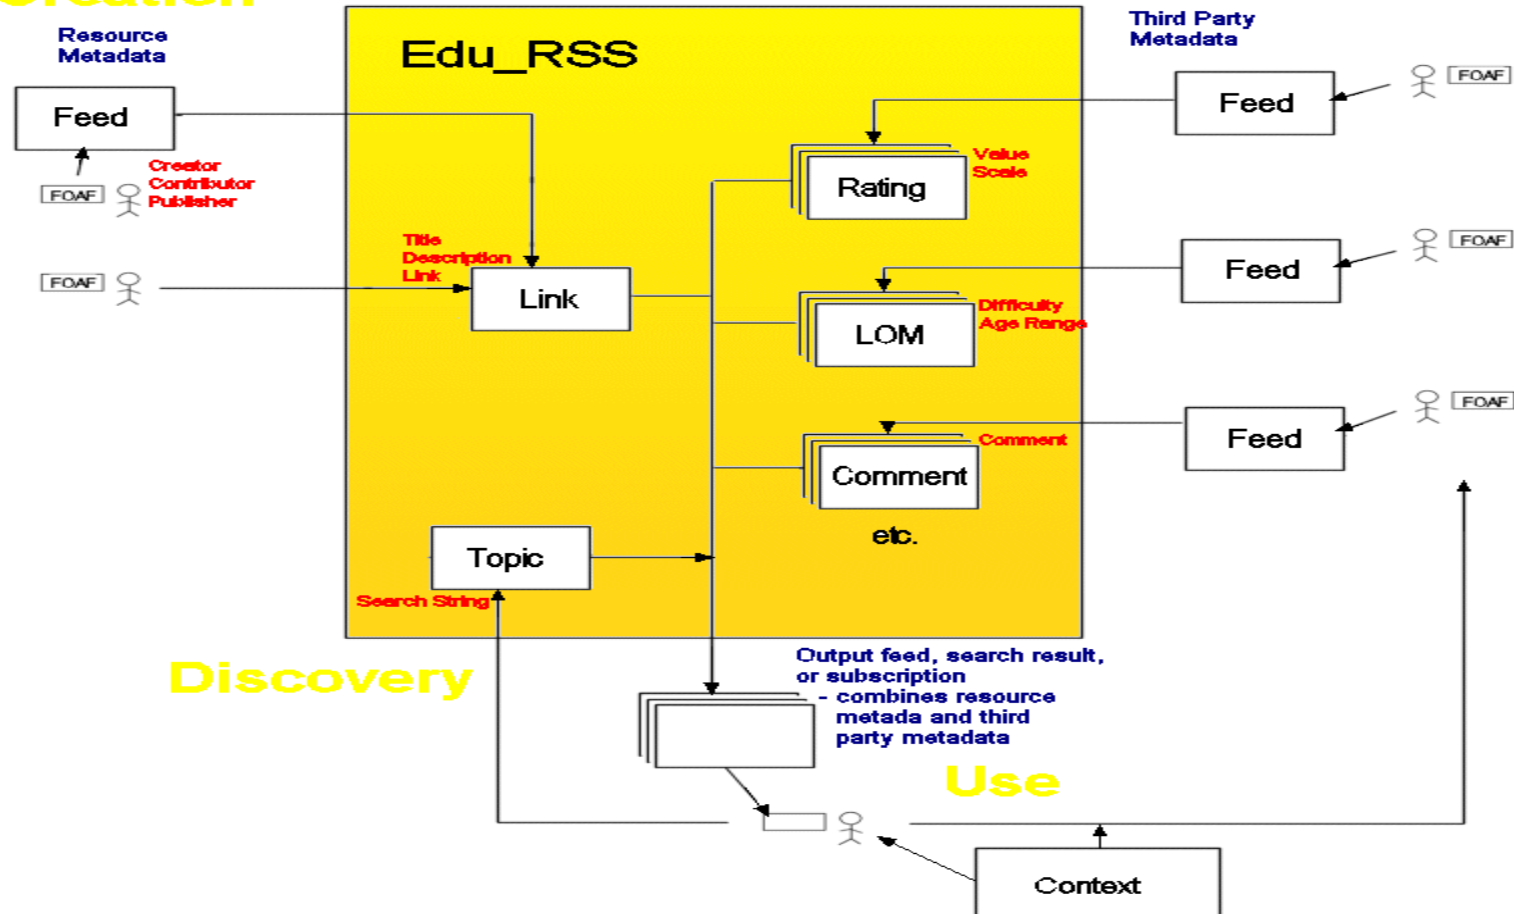 Creation
Resource
Metadata
Feed
FOAF
Creator
Contributor
Publisher
FOAF
Edu_RSS
Title
Description
Link
Link
Rating
Value
Scale
LOM
Difficulty
Age Range
Comment
Comment
etc.
Topic
Search String
Third Party
Metadata
Feed
FOAF
Feed
FOAF
Feed
FOAF
Discovery
Output feed, search result,
or subscription
- combines resource
metada and third
party metadata
Use
Context